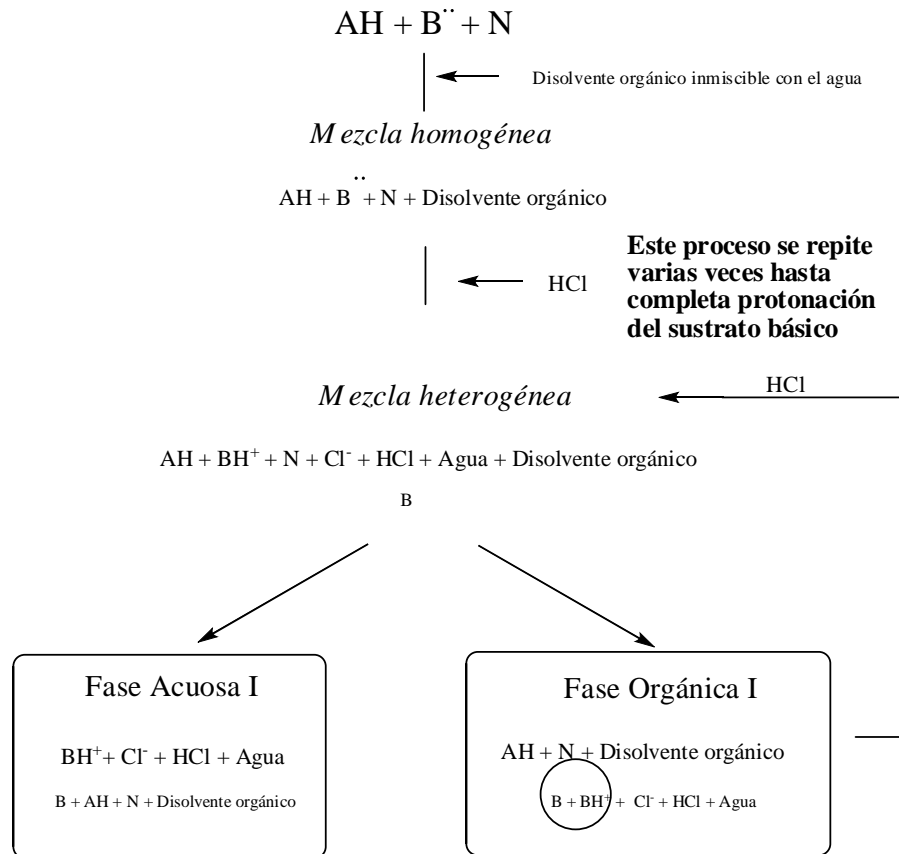 AH + B¨ + N
Disolvente orgánico inmiscible con el agua
Mezcla homogénea
AH + B¨ + N + Disolvente orgánico
Este proceso se repite
varias veces hasta
completa protonación
del sustrato básico
HCl
HCl
Mezcla heterogénea
AH + BH⁺ + N + Cl⁻ + HCl + Agua + Disolvente orgánico
B
Fase Acuosa I
BH⁺ + Cl⁻ + HCl + Agua
B + AH + N + Disolvente orgánico
Fase Orgánica I
AH + N + Disolvente orgánico
B + BH⁺ + Cl⁻ + HCl + Agua